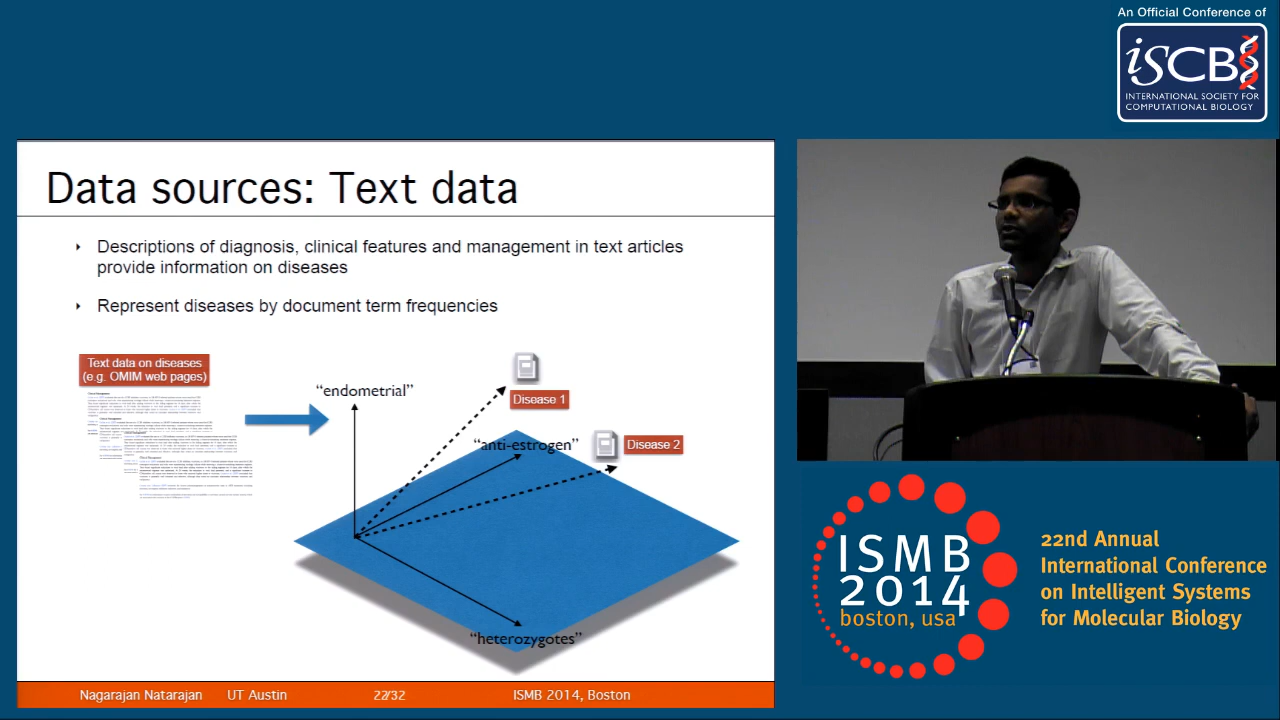 An Official Conference of
iSCB
INTERNATIONAL SOCIETY FOR
COMPUTATIONAL BIOLOGY
Data sources: Text data
Descriptions of diagnosis, clinical features and management in text articles
provide information on diseases
Represent diseases by document term frequencies
Text data on diseases
(e.g. OMIM web pages)
"endometrial"
Disease 1
"anti-estrogen"
Disease 2
"heterozygotes"
Nagarajan Natarajan UT Austin 22/32 ISMB 2014, Boston
ISMB
2014
boston, usa
22nd Annual
International Conference
on Intelligent Systems
for Molecular Biology